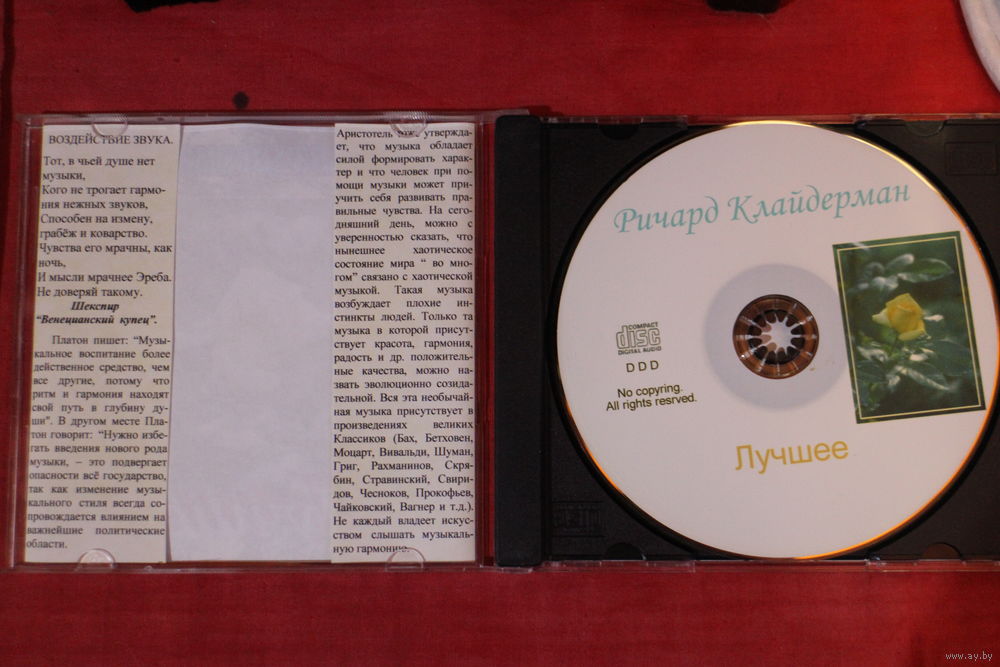 ВОЗДЕЙСТВИЕ ЗВУКА.
Тот, в чьей душе нет
музыки,
Кого не трогает гармо-
ния нежных звуков,
Способен на измену,
грабёж и коварство.
Чувства его мрачны, как
ночь,
И мысли мрачнее Эреба.
Не доверяй такому.
Шекспир
“Венецианский купец”.
Платон пишет: “Музы-
кальное воспитание более
действенное средство, чем
все другие, потому что
ритм и гармония находят
свой путь в глубину ду-
ши". В другом месте Пла-
тон говорит: “Нужно избе-
гать введения нового рода
музыки, – это подвергает
опасности всё государство,
так как изменение музы-
кального стиля всегда со-
провождается влиянием на
важнейшие политические
области.
Аристотель тоже утвержда-
ет, что музыка обладает
силой формировать харак-
тер и что человек при по-
мощи музыки может при-
учить себя развивать пра-
вильные чувства. На сего-
дняшний день, можно с
уверенностью сказать, что
нынешнее хаотическое
состояние мира “ во мно-
гом” связано с хаотической
музыкой. Такая музыка
возбуждает плохие ин-
стинкты людей. Только та
музыка в которой присут-
ствует красота, гармония,
радость и др. положитель-
ные качества, можно на-
звать эволюционно созида-
тельной. Вся эта необычай-
ная музыка присутствует в
произведениях великих
Классиков (Бах, Бетховен,
Моцарт, Вивальди, Шуман,
Григ, Рахманинов, Скря-
бин, Стравинский, Свири-
дов, Чесноков, Прокофьев,
Чайковский, Вагнер и т.д.).
Не каждый владеет искус-
ством слышать музыкаль-
ную гармонию.
Ричард Клайдерман
COMPACT
disc
DIGITAL AUDIO
D D D
No copyring.
All rights resrved.
Лучшее
www.ay.by